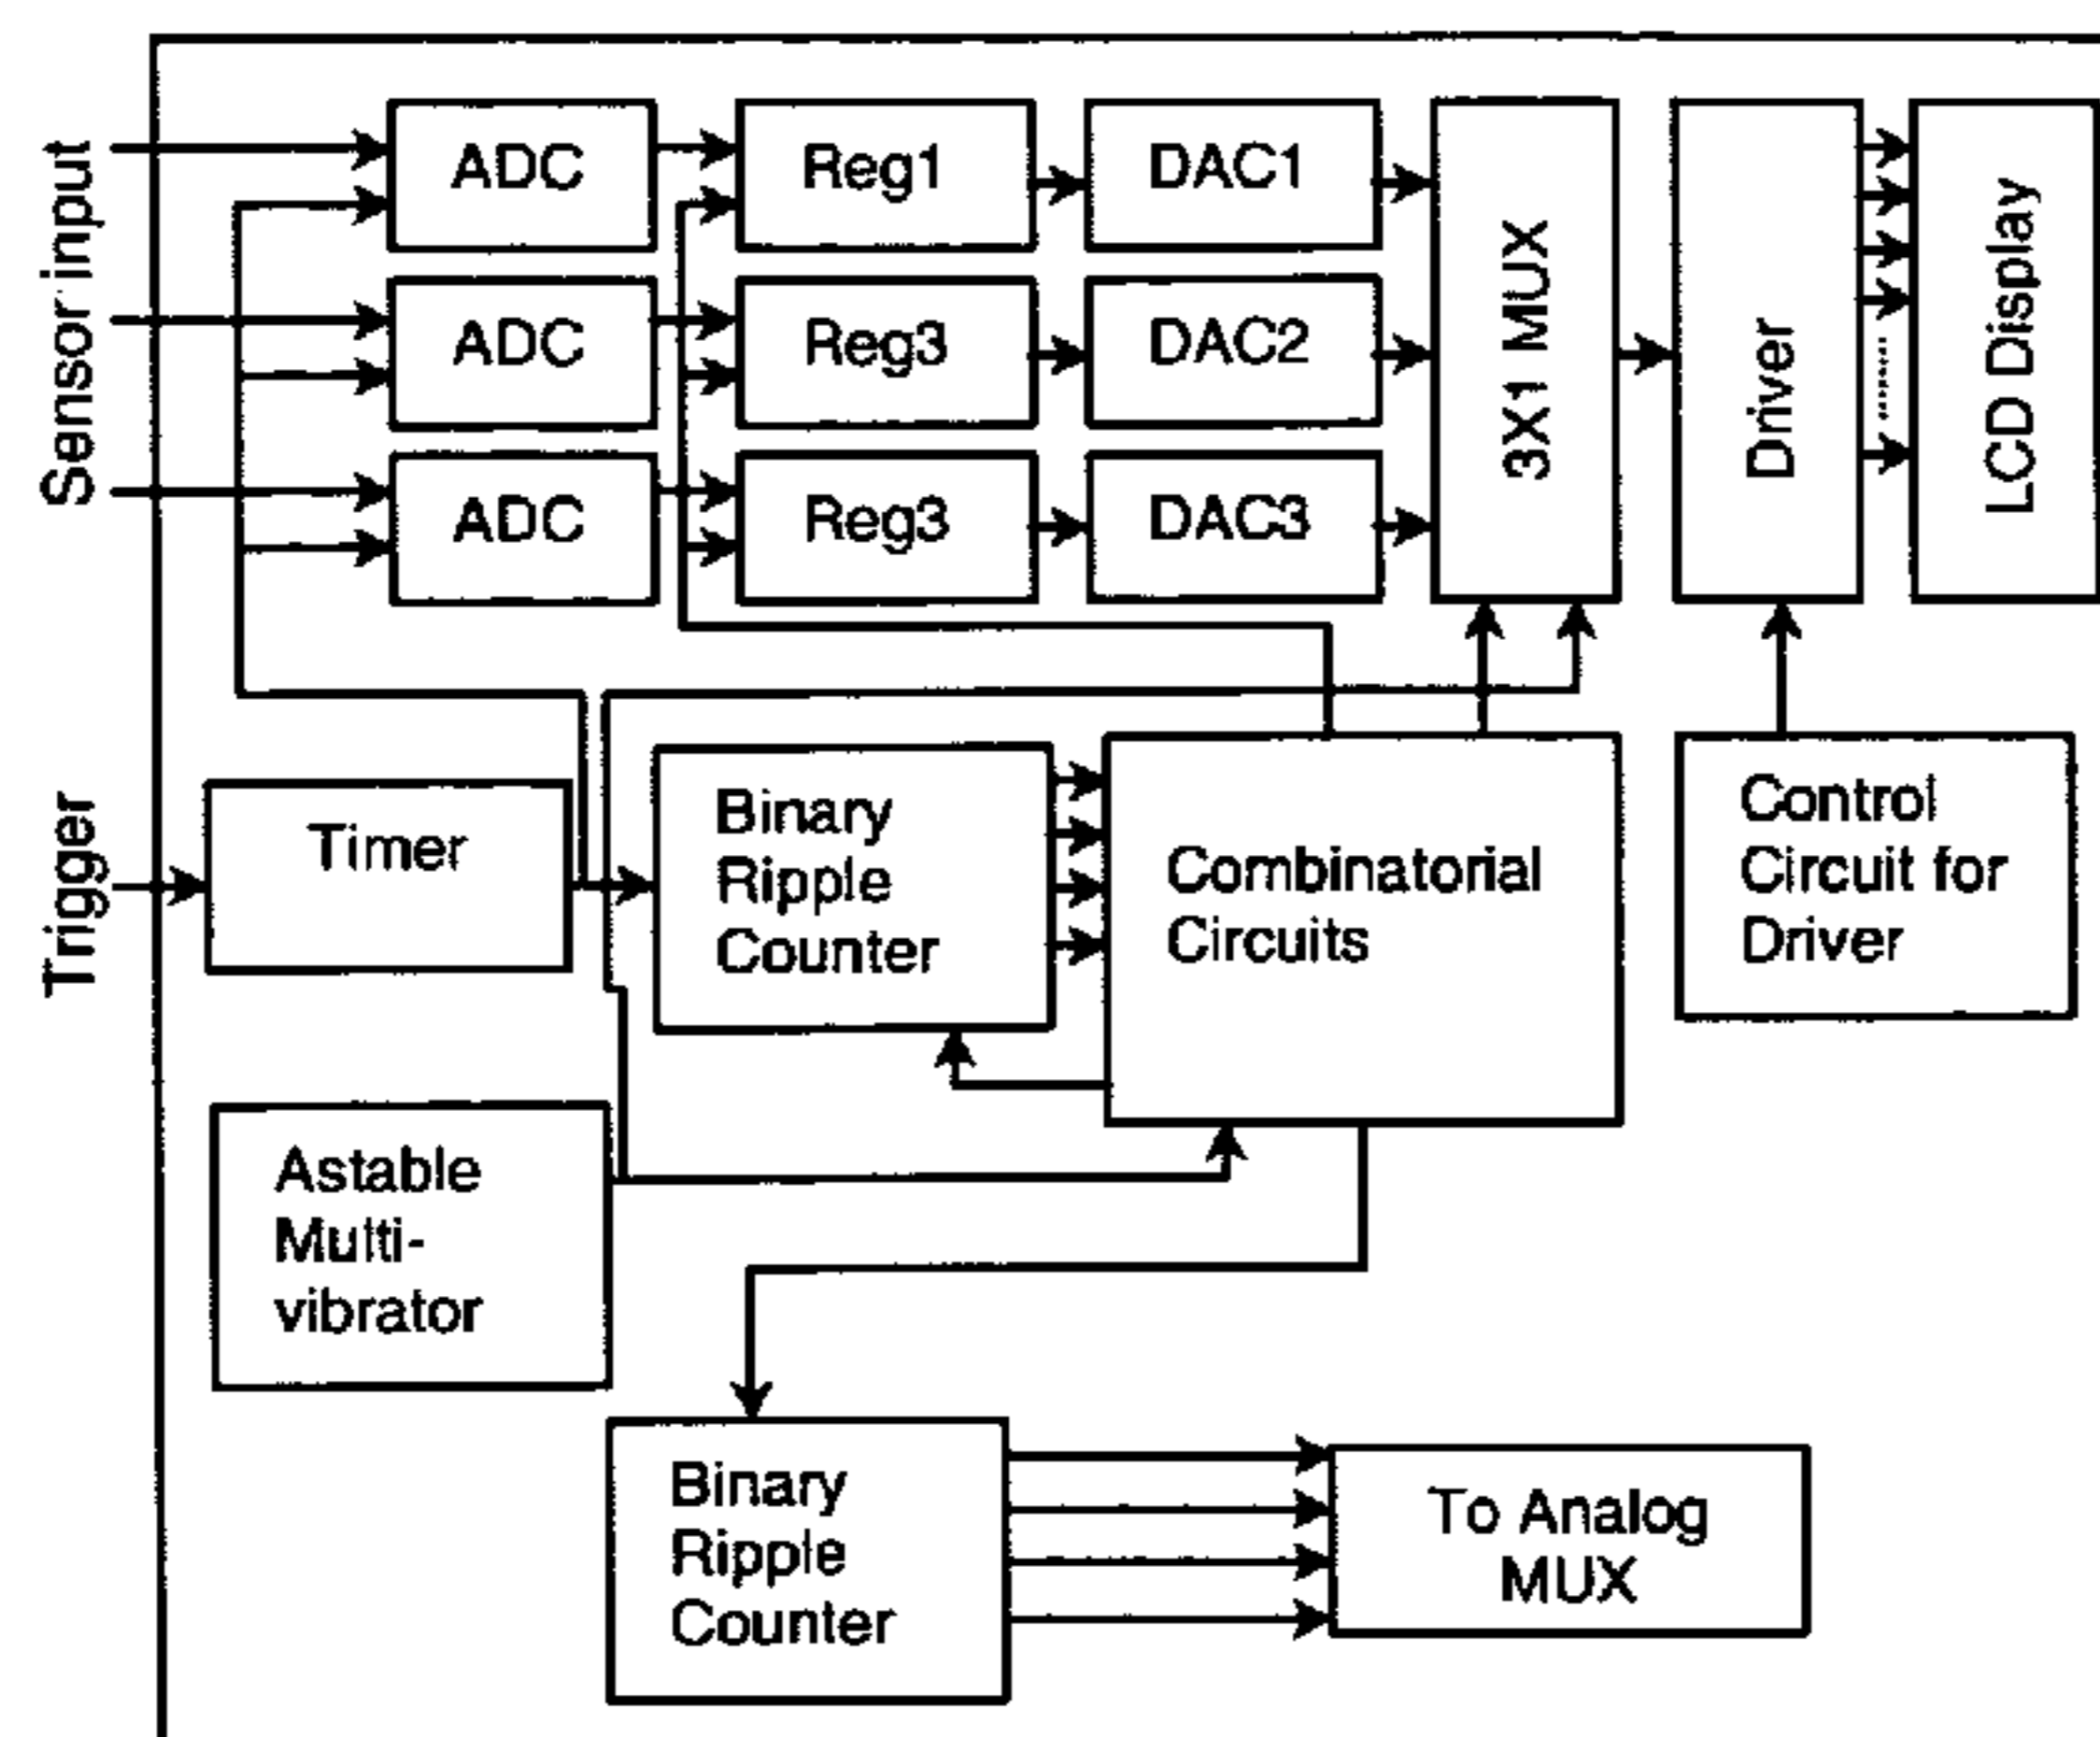 Sensor input
ADC
Reg1
DAC1
ADC
Reg3
DAC2
ADC
Reg3
DAC3
3X1 MUX
Driver
LCD Display
Trigger
Timer
Binary
Ripple
Counter
Combinatorial
Circuits
Control
Circuit for
Driver
Astable
Multi-
vibrator
Binary
Ripple
Counter
To Analog
MUX